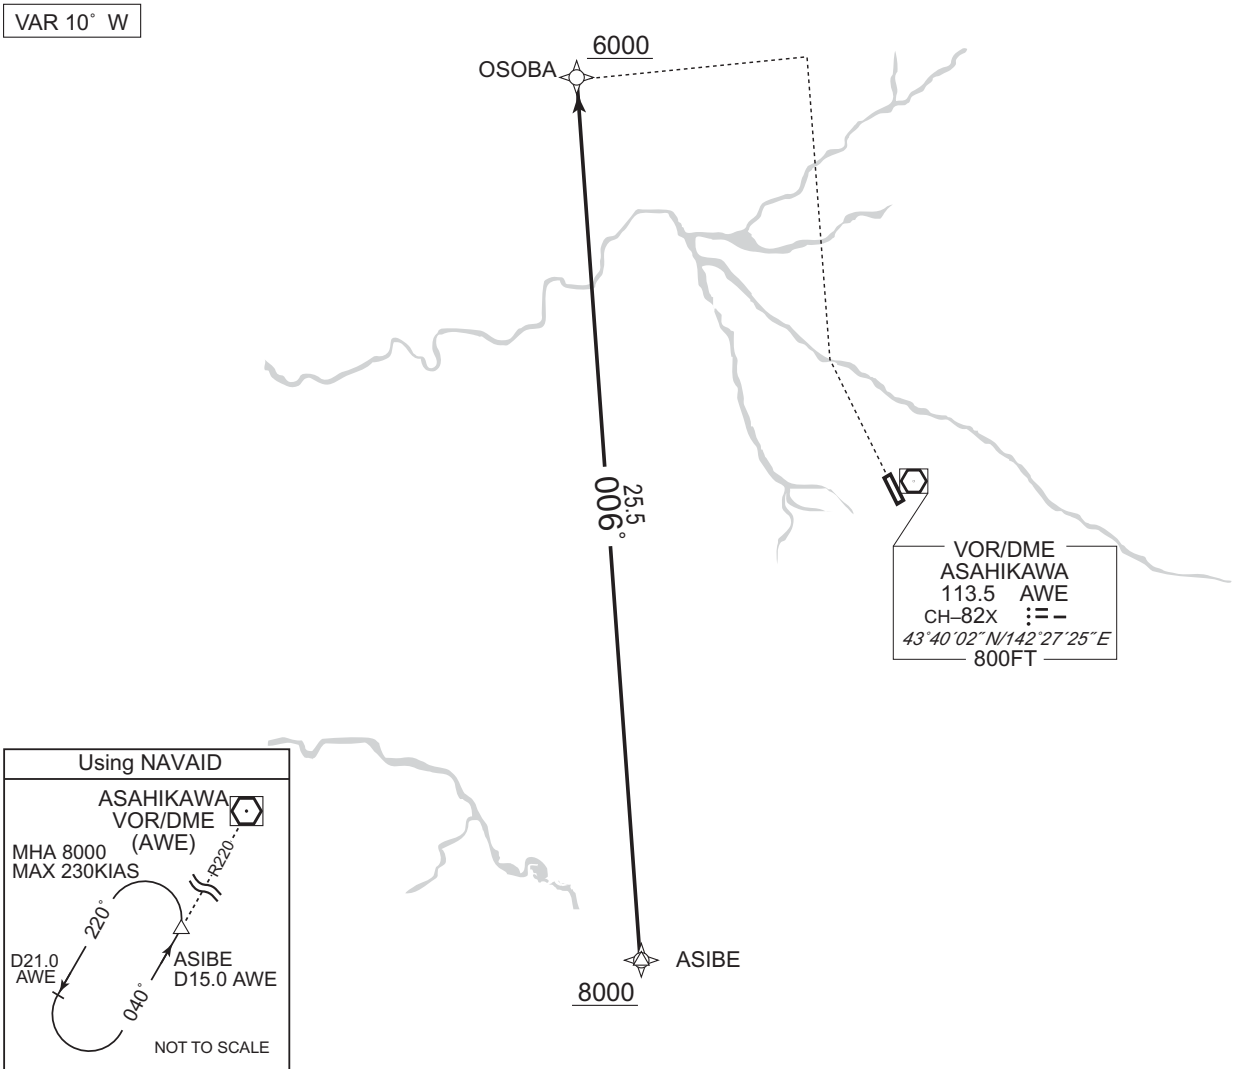 VAR 10° W
6000
OSOBA
25.5
006°
VOR/DME
ASAHIKAWA
113.5 AWE
CH–82X
43°40′02″N/142°27′25″E
800FT
ASIBE
8000
Using NAVAID
ASAHIKAWA
VOR/DME
(AWE)
MHA 8000
MAX 230KIAS
R220
220°
D21.0
AWE
ASIBE
D15.0 AWE
040°
NOT TO SCALE